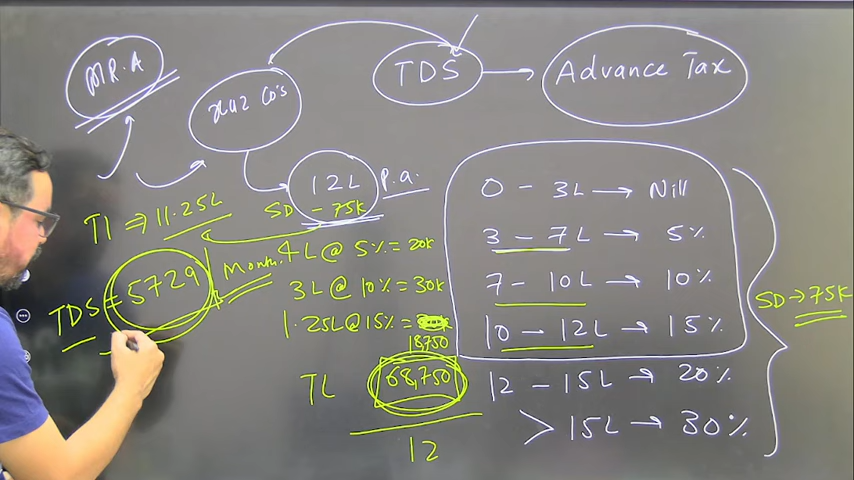 MR.A
XYZ Co's
TDS
Advance Tax
12L p.a.
SD - 75K
TI ⇒ 11.25L
TDS = 5729 / Month
4L @ 5% = 20K
3L @ 10% = 30K
1.25L @ 15% =
18750
TL 68,750
12
0 - 3L → Nill
3 - 7L → 5%
7 - 10L → 10%
10 - 12L → 15%
12 - 15L → 20%
> 15L → 30%
SD → 75K